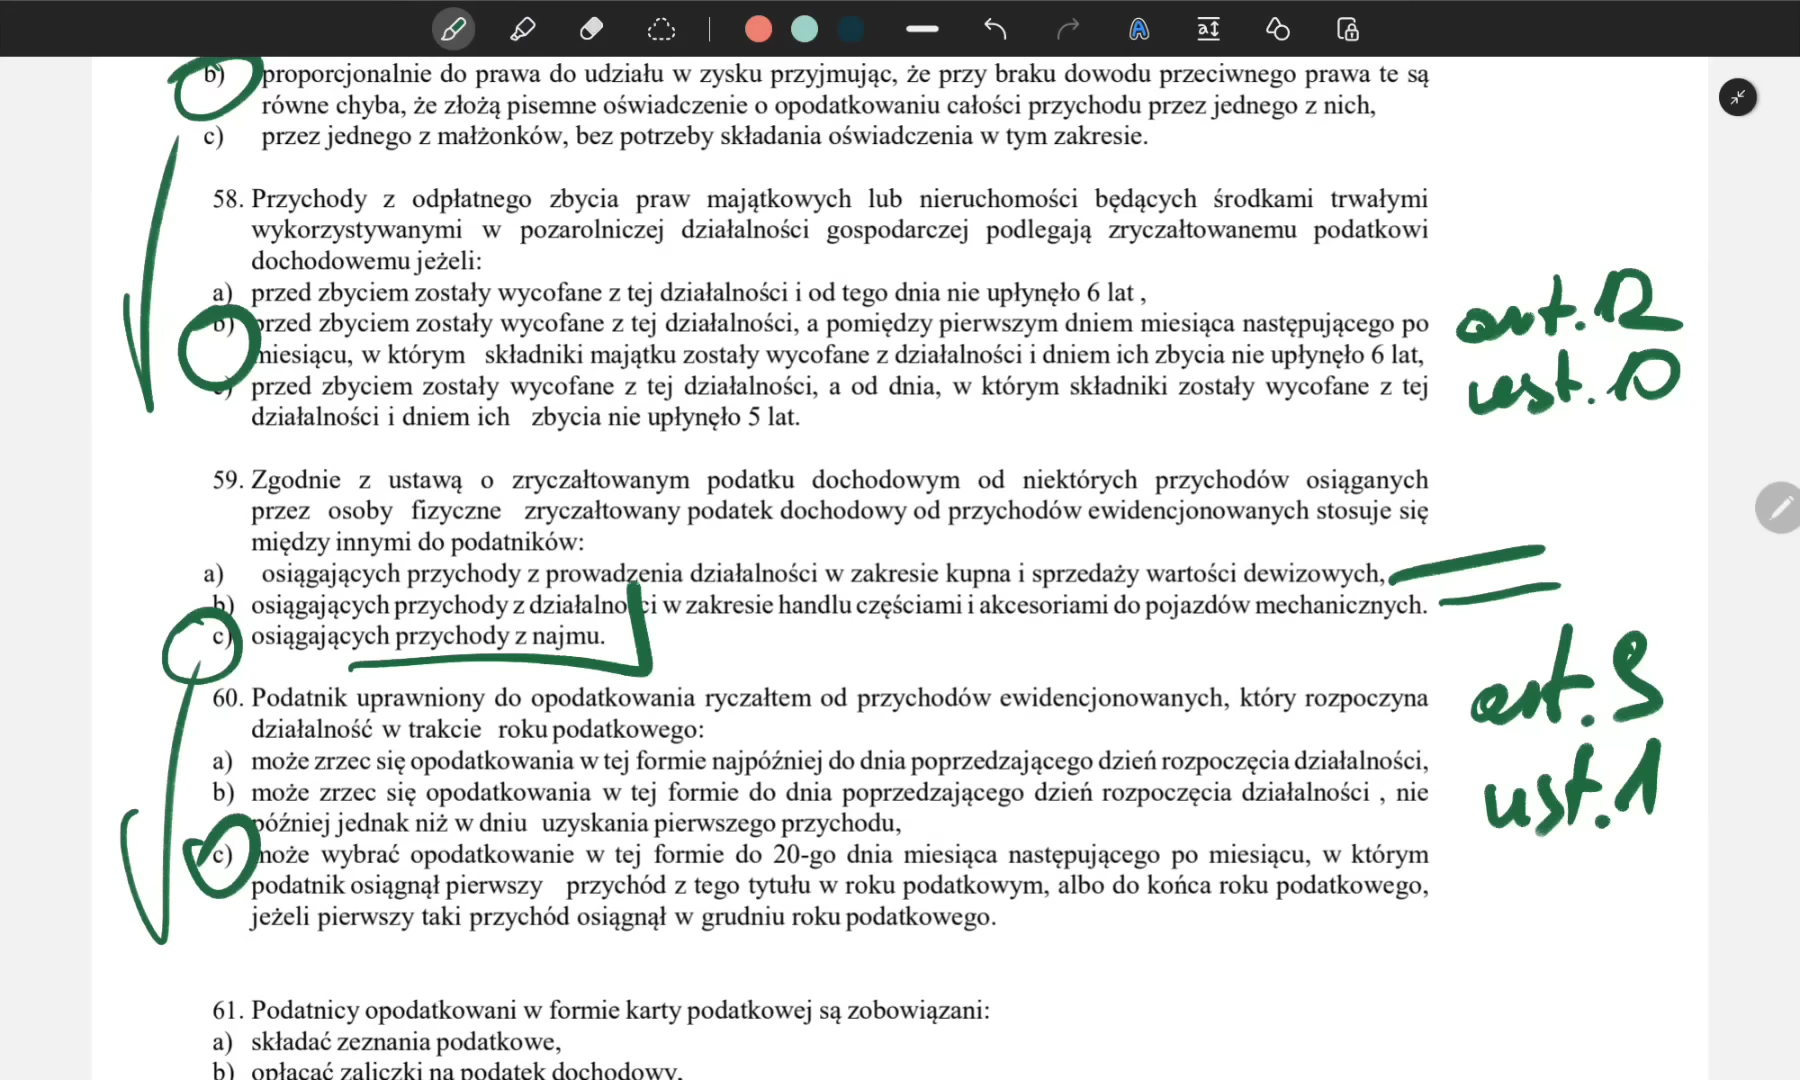 b) proporcjonalnie do prawa do udziału w zysku przyjmując, że przy braku dowodu przeciwnego prawa te są
równe chyba, że złożą pisemne oświadczenie o opodatkowaniu całości przychodu przez jednego z nich,
c) przez jednego z małżonków, bez potrzeby składania oświadczenia w tym zakresie.
58. Przychody z odpłatnego zbycia praw majątkowych lub nieruchomości będących środkami trwałymi
wykorzystywanymi w pozarolniczej działalności gospodarczej podlegają zryczałtowanemu podatkowi
dochodowemu jeżeli:
a) przed zbyciem zostały wycofane z tej działalności i od tego dnia nie upłynęło 6 lat ,
b) przed zbyciem zostały wycofane z tej działalności, a pomiędzy pierwszym dniem miesiąca następującego po
miesiącu, w którym składniki majątku zostały wycofane z działalności i dniem ich zbycia nie upłynęło 6 lat,
c) przed zbyciem zostały wycofane z tej działalności, a od dnia, w którym składniki zostały wycofane z tej
działalności i dniem ich zbycia nie upłynęło 5 lat.
art. 12
ust. 10
59. Zgodnie z ustawą o zryczałtowanym podatku dochodowym od niektórych przychodów osiąganych
przez osoby fizyczne zryczałtowany podatek dochodowy od przychodów ewidencjonowanych stosuje się
między innymi do podatników:
a) osiągających przychody z prowadzenia działalności w zakresie kupna i sprzedaży wartości dewizowych,
b) osiągających przychody z działalności w zakresie handlu częściami i akcesoriami do pojazdów mechanicznych.
c) osiągających przychody z najmu.
60. Podatnik uprawniony do opodatkowania ryczałtem od przychodów ewidencjonowanych, który rozpoczyna
działalność w trakcie roku podatkowego:
a) może zrzec się opodatkowania w tej formie najpóźniej do dnia poprzedzającego dzień rozpoczęcia działalności,
b) może zrzec się opodatkowania w tej formie do dnia poprzedzającego dzień rozpoczęcia działalności , nie
później jednak niż w dniu uzyskania pierwszego przychodu,
c) może wybrać opodatkowanie w tej formie do 20-go dnia miesiąca następującego po miesiącu, w którym
podatnik osiągnął pierwszy przychód z tego tytułu w roku podatkowym, albo do końca roku podatkowego,
jeżeli pierwszy taki przychód osiągnął w grudniu roku podatkowego.
art. 9
ust. 1
61. Podatnicy opodatkowani w formie karty podatkowej są zobowiązani:
a) składać zeznania podatkowe,
b) opłacać zaliczki na podatek dochodowy,